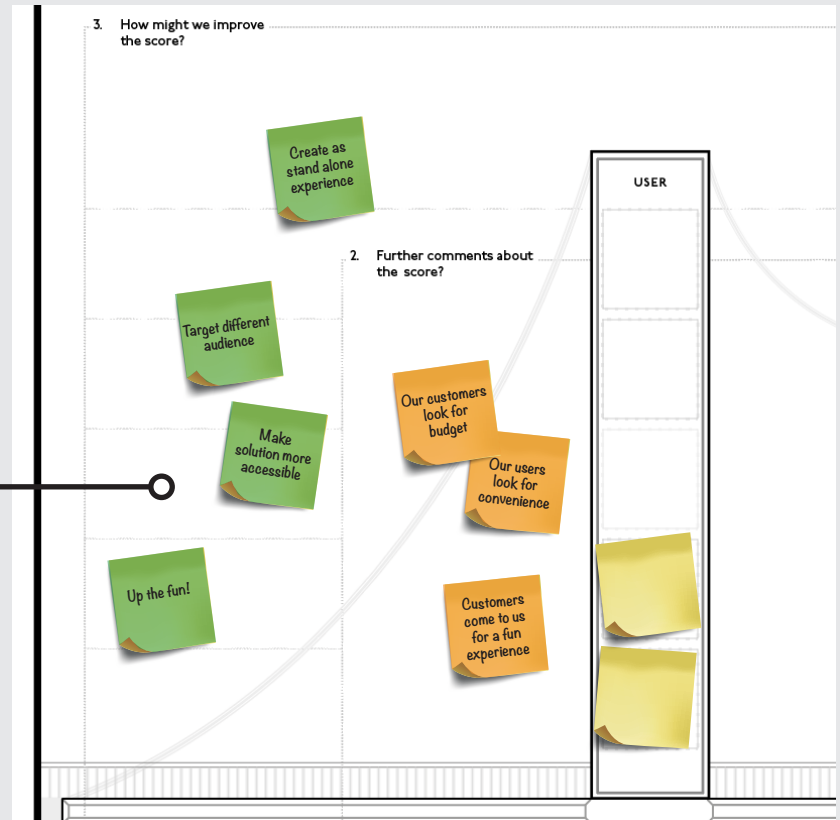 3. How might we improve
the score?
Create as
stand alone
experience
USER
2. Further comments about
the score?
Target different
audience
Our customers
look for
budget
Make
solution more
accessible
Our users
look for
convenience
Up the fun!
Customers
come to us
for a fun
experience